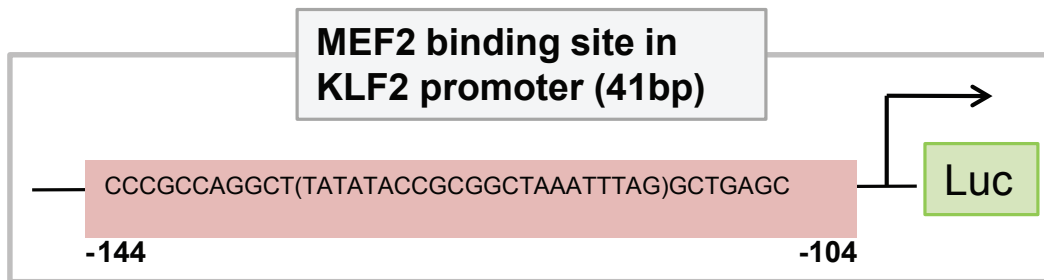 MEF2 binding site in
KLF2 promoter (41bp)
CCCGCCAGGCT(TATATACCGCGGCTAAATTTAG)GCTGAGC
Luc
-144
-104